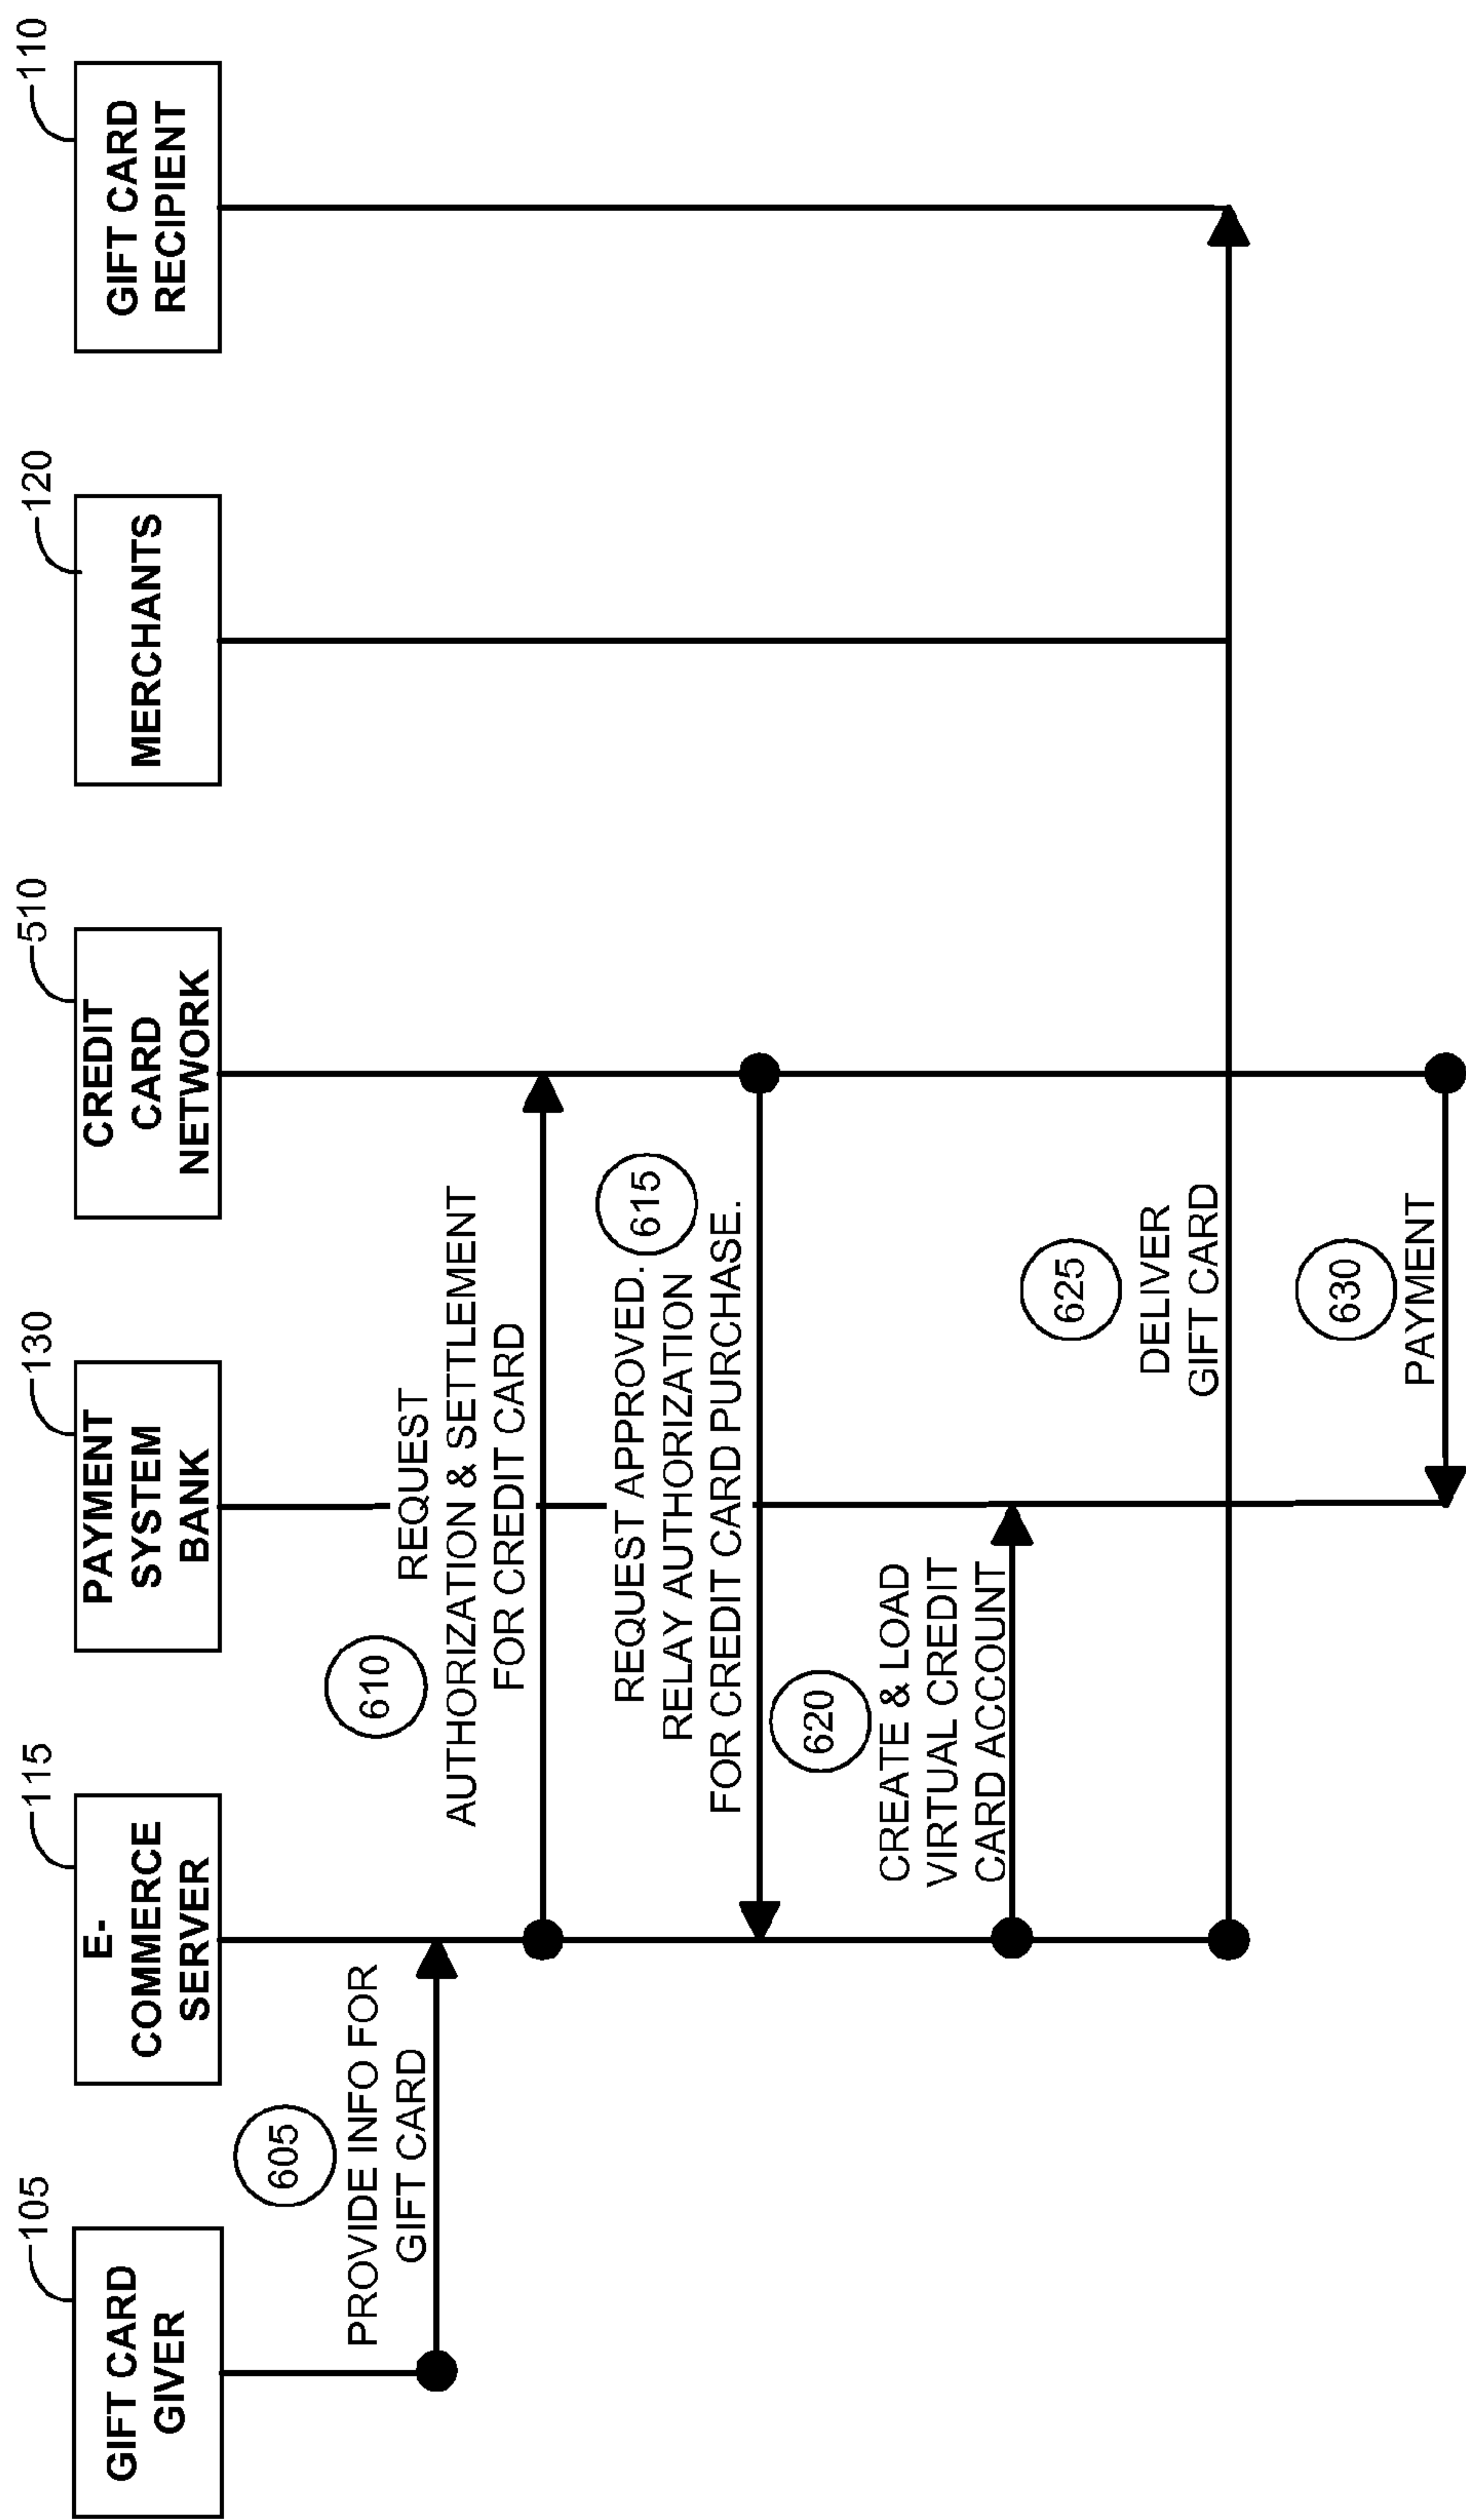 105
GIFT CARD
GIVER
115
E-
COMMERCE
SERVER
130
PAYMENT
SYSTEM
BANK
510
CREDIT
CARD
NETWORK
120
MERCHANTS
110
GIFT CARD
RECIPIENT
605
PROVIDE INFO FOR
GIFT CARD
610
REQUEST
AUTHORIZATION & SETTLEMENT
FOR CREDIT CARD
615
REQUEST APPROVED.
RELAY AUTHORIZATION
FOR CREDIT CARD PURCHASE.
620
CREATE & LOAD
VIRTUAL CREDIT
CARD ACCOUNT
625
DELIVER
GIFT CARD
630
PAYMENT